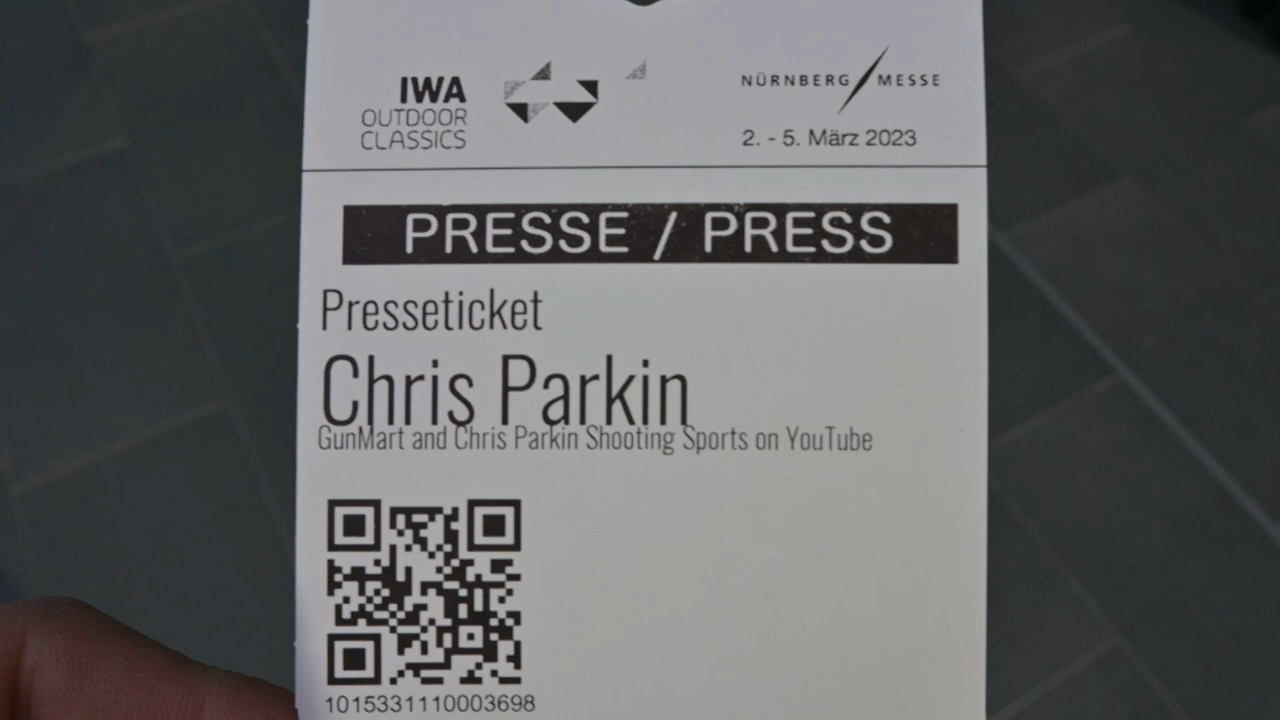 IWA
OUTDOOR
CLASSICS
NÜRNBERG MESSE
2. - 5. März 2023
PRESSE / PRESS
Presseticket
Chris Parkin
GunMart and Chris Parkin Shooting Sports on YouTube
1015331110003698